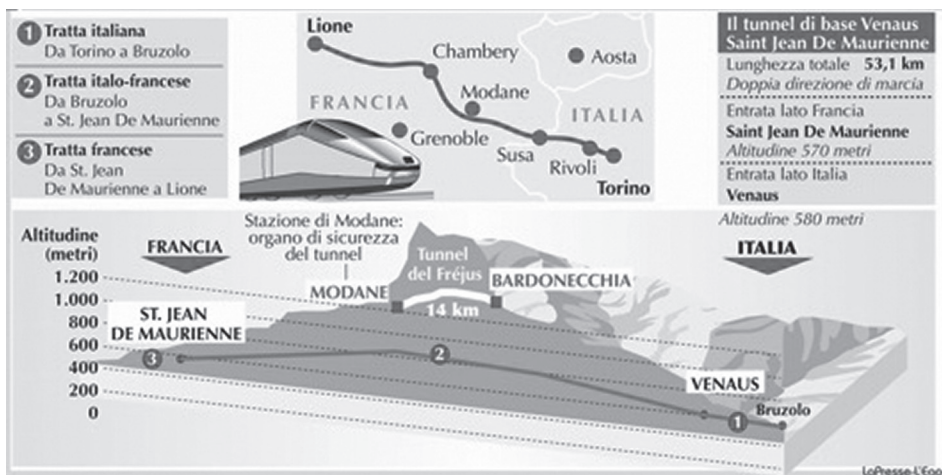 1 Tratta italiana
Da Torino a Bruzolo
2 Tratta italo-francese
Da Bruzolo
a St. Jean De Maurienne
3 Tratta francese
Da St. Jean
De Maurienne a Lione
Lione
Chambery
Aosta
Modane
FRANCIA
ITALIA
Grenoble
Susa
Rivoli
Torino
Il tunnel di base Venaus
Saint Jean De Maurienne
Lunghezza totale 53,1 km
Doppia direzione di marcia
Entrata lato Francia
Saint Jean De Maurienne
Altitudine 570 metri
Entrata lato Italia
Venaus
Altitudine 580 metri
Altitudine
(metri)
1.200
1.000
800
600
400
200
0
FRANCIA
Stazione di Modane:
organo di sicurezza
del tunnel
MODANE
Tunnel
del Fréjus
14 km
BARDONECCHIA
ITALIA
ST. JEAN
DE MAURIENNE
3
2
VENAUS
1
Bruzolo
LaPresse-L'Ego